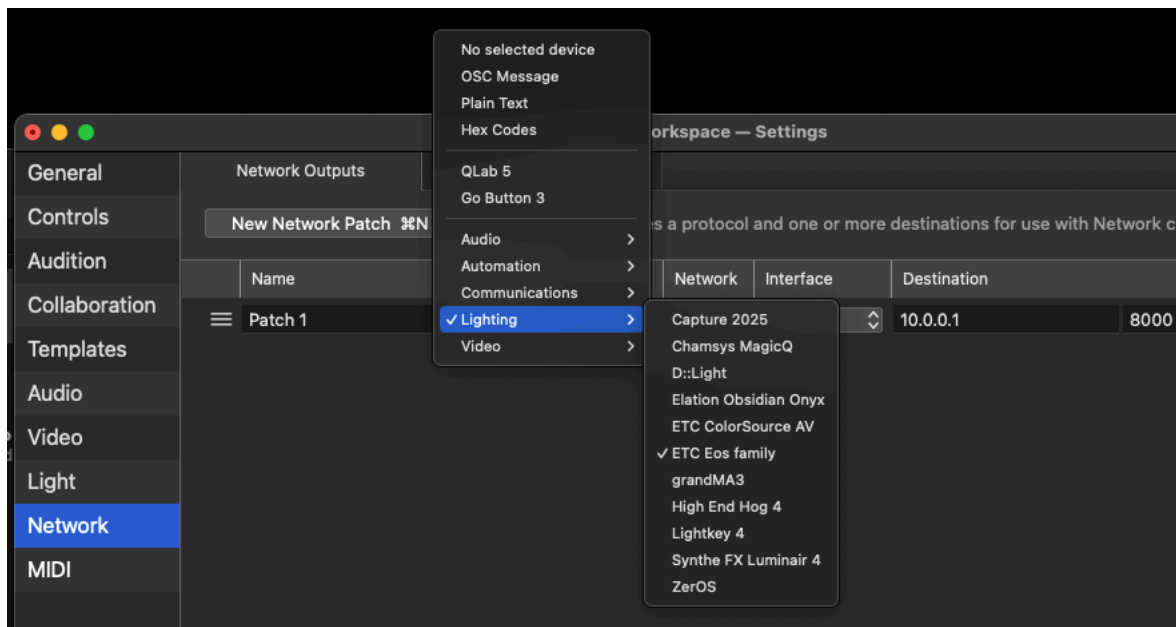 No selected device
OSC Message
Plain Text
Hex Codes
QLab 5
Go Button 3
Audio
Automation
Communications
Lighting
Video
Capture 2025
Chamsys MagicQ
D::Light
Elation Obsidian Onyx
ETC ColorSource AV
ETC Eos family
grandMA3
High End Hog 4
Lightkey 4
Synthe FX Luminair 4
ZerOS
orkspace — Settings
General
Controls
Audition
Collaboration
Templates
Audio
Video
Light
Network
MIDI
Network Outputs
New Network Patch ⌘N
a protocol and one or more destinations for use with Network c
Name Network Interface Destination
Patch 1 10.0.0.1 8000